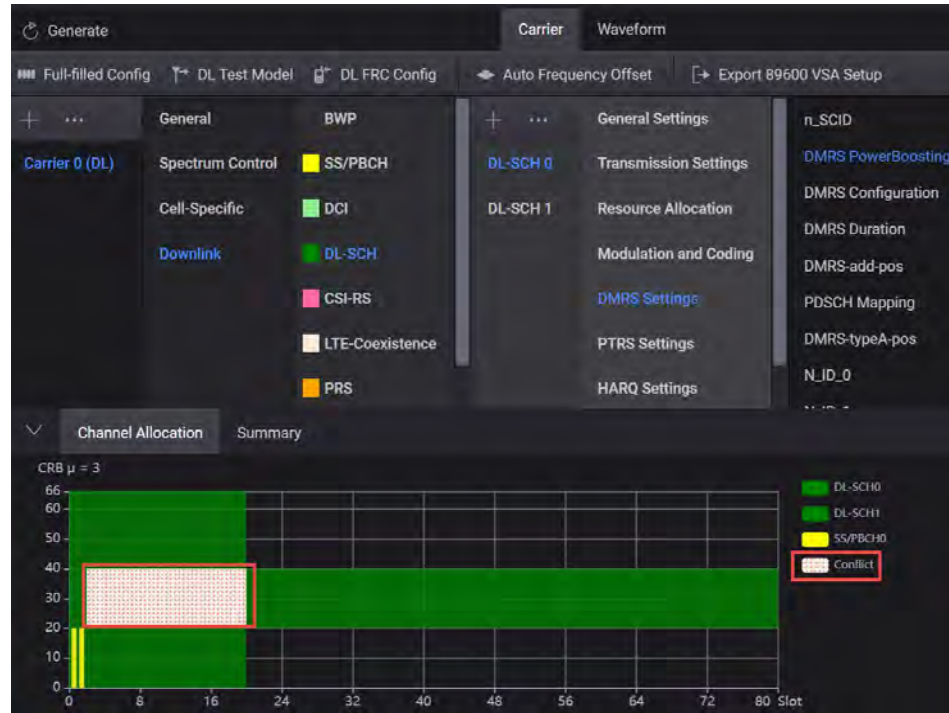 Generate
Carrier
Waveform
Full-filled Config
DL Test Model
DL FRC Config
Auto Frequency Offset
Export 89600 VSA Setup
+ ...
Carrier 0 (DL)
General
Spectrum Control
Cell-Specific
Downlink
BWP
SS/PBCH
DCI
DL-SCH
CSI-RS
LTE-Coexistence
PRS
+ ...
DL-SCH 0
DL-SCH 1
General Settings
Transmission Settings
Resource Allocation
Modulation and Coding
DMRS Settings
PTRS Settings
HARQ Settings
n_SCID
DMRS PowerBoosting
DMRS Configuration
DMRS Duration
DMRS-add-pos
PDSCH Mapping
DMRS-typeA-pos
N_ID_0
Channel Allocation
Summary
CRB μ = 3
66
60
50
40
30
20
10
0
0 8 16 24 32 40 48 56 64 72 80 Slot
DL-SCH0
DL-SCH1
SS/PBCH0
Conflict